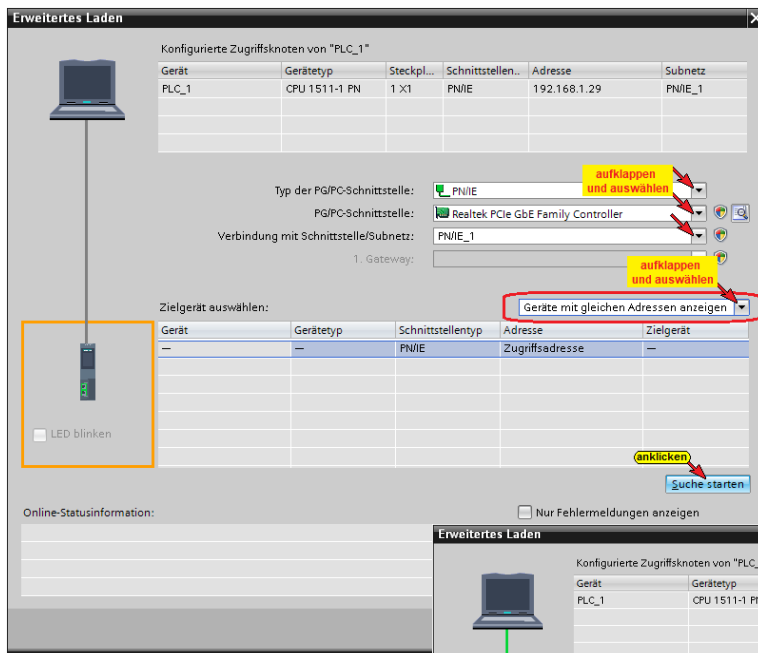 Erweitertes Laden
Konfigurierte Zugriffsknoten von "PLC_1"
Gerät Gerätetyp Steckpl... Schnittstellen.. Adresse Subnetz
PLC_1 CPU 1511-1 PN 1 X1 PN/IE 192.168.1.29 PN/IE_1
aufklappen
und auswählen
Typ der PG/PC-Schnittstelle: PN/IE
PG/PC-Schnittstelle: Realtek PCIe GbE Family Controller
Verbindung mit Schnittstelle/Subnetz: PN/IE_1
1. Gateway:
aufklappen
und auswählen
Zielgerät auswählen: Geräte mit gleichen Adressen anzeigen
Gerät Gerätetyp Schnittstellentyp Adresse Zielgerät
— — PN/IE Zugriffsadresse —
LED blinken
anklicken
Suche starten
Online-Statusinformation: Nur Fehlermeldungen anzeigen
Erweitertes Laden
Konfigurierte Zugriffsknoten von "PLC_
Gerät Gerätetyp
PLC_1 CPU 1511-1 PN